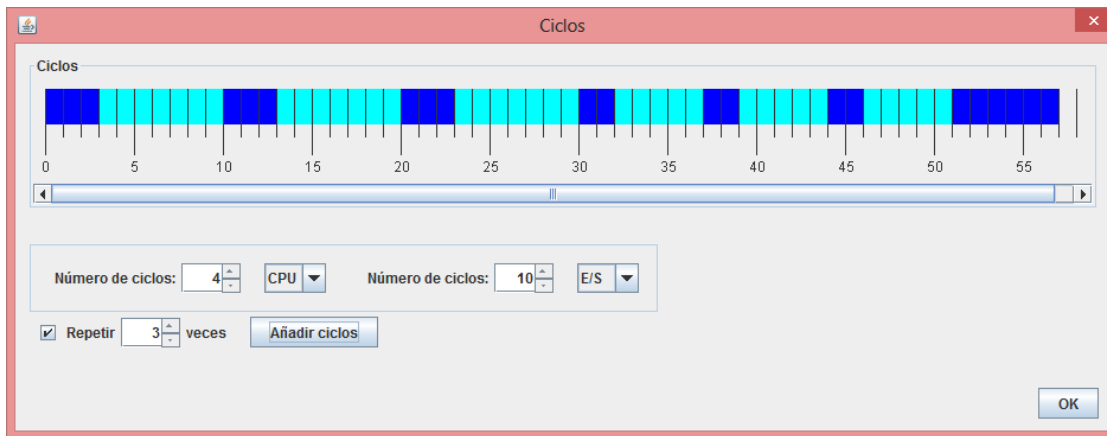 Ciclos
Ciclos
0 5 10 15 20 25 30 35 40 45 50 55
Número de ciclos: 4 CPU Número de ciclos: 10 E/S
Repetir 3 veces Añadir ciclos
OK